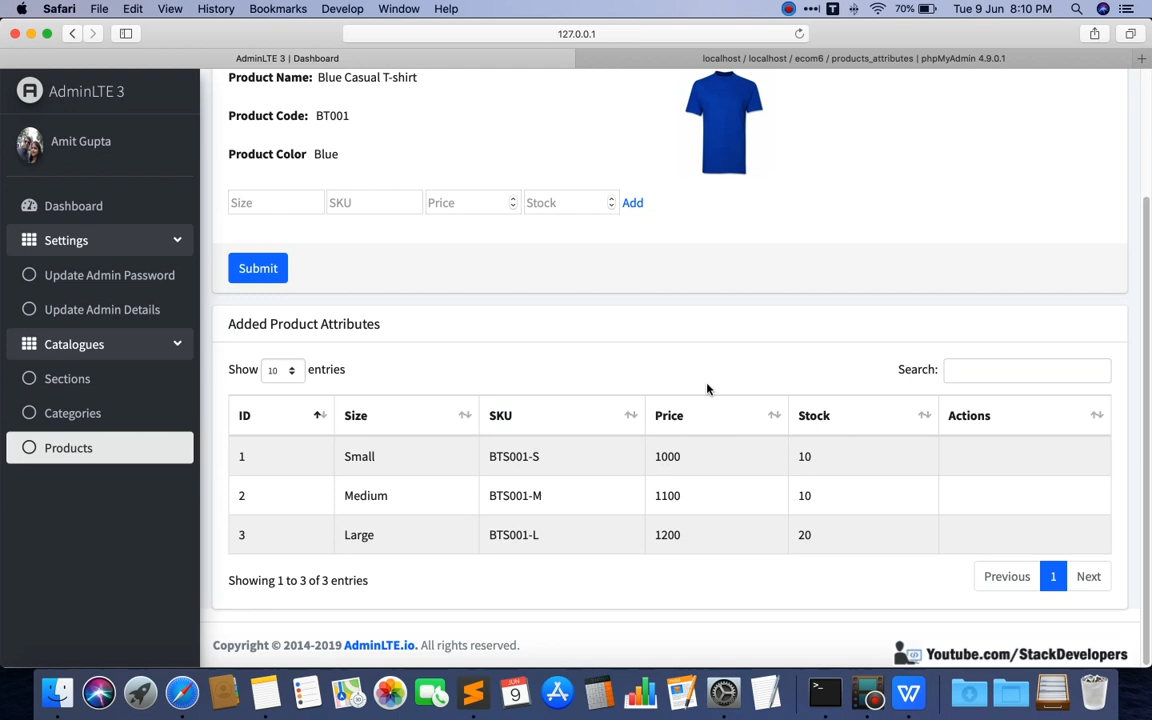 Safari File Edit View History Bookmarks Develop Window Help
T 70% Tue 9 Jun 8:10 PM
127.0.0.1
AdminLTE 3 | Dashboard
localhost / localhost / ecom6 / products_attributes | phpMyAdmin 4.9.0.1
A AdminLTE 3
Amit Gupta
Dashboard
Settings
Update Admin Password
Update Admin Details
Catalogues
Sections
Categories
Products
Product Name: Blue Casual T-shirt
Product Code: BT001
Product Color Blue
Size SKU Price Stock Add
Submit
Added Product Attributes
Show 10 entries Search:
ID Size SKU Price Stock Actions
1 Small BTS001-S 1000 10
2 Medium BTS001-M 1100 10
3 Large BTS001-L 1200 20
Showing 1 to 3 of 3 entries
Previous 1 Next
Copyright © 2014-2019 AdminLTE.io. All rights reserved.
Youtube.com/StackDevelopers
JUN
9